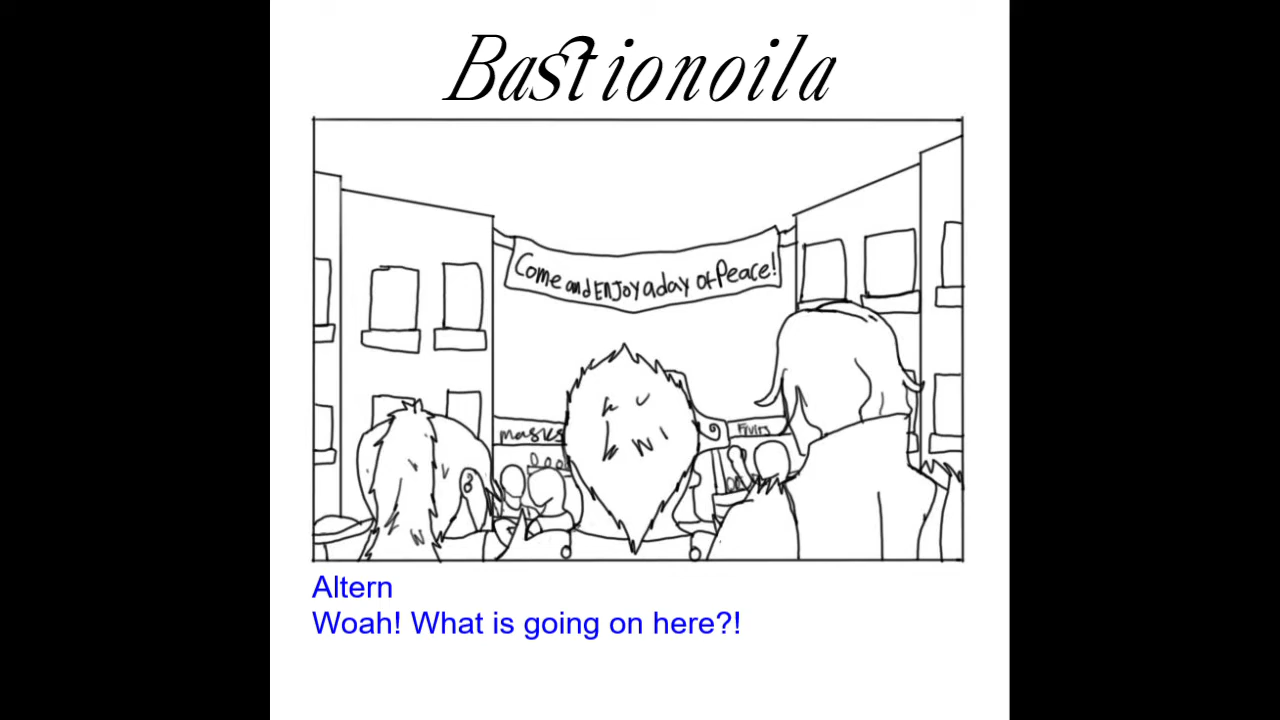 Bastionoila
Come and EnJoy a day of Peace!
masks
Fruits
Altern
Woah! What is going on here?!